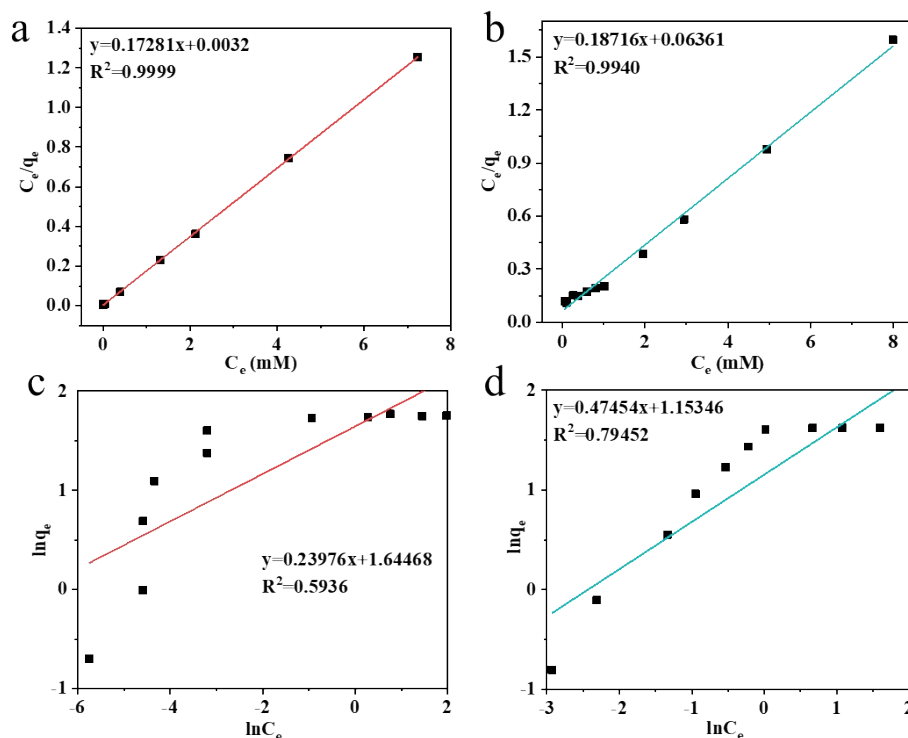 a
y=0.17281x+0.0032
R²=0.9999
1.4
1.2
1.0
0.8
0.6
0.4
0.2
0.0
Cₑ/qₑ
0 2 4 6 8
Cₑ (mM)
b
y=0.18716x+0.06361
R²=0.9940
1.5
1.2
0.9
0.6
0.3
0.0
Cₑ/qₑ
0 2 4 6 8
Cₑ (mM)
c
2
1
0
-1
lnqₑ
y=0.23976x+1.64468
R²=0.5936
-6 -4 -2 0 2
lnCₑ
d
y=0.47454x+1.15346
R²=0.79452
2
1
0
-1
lnqₑ
-3 -2 -1 0 1 2
lnCₑ